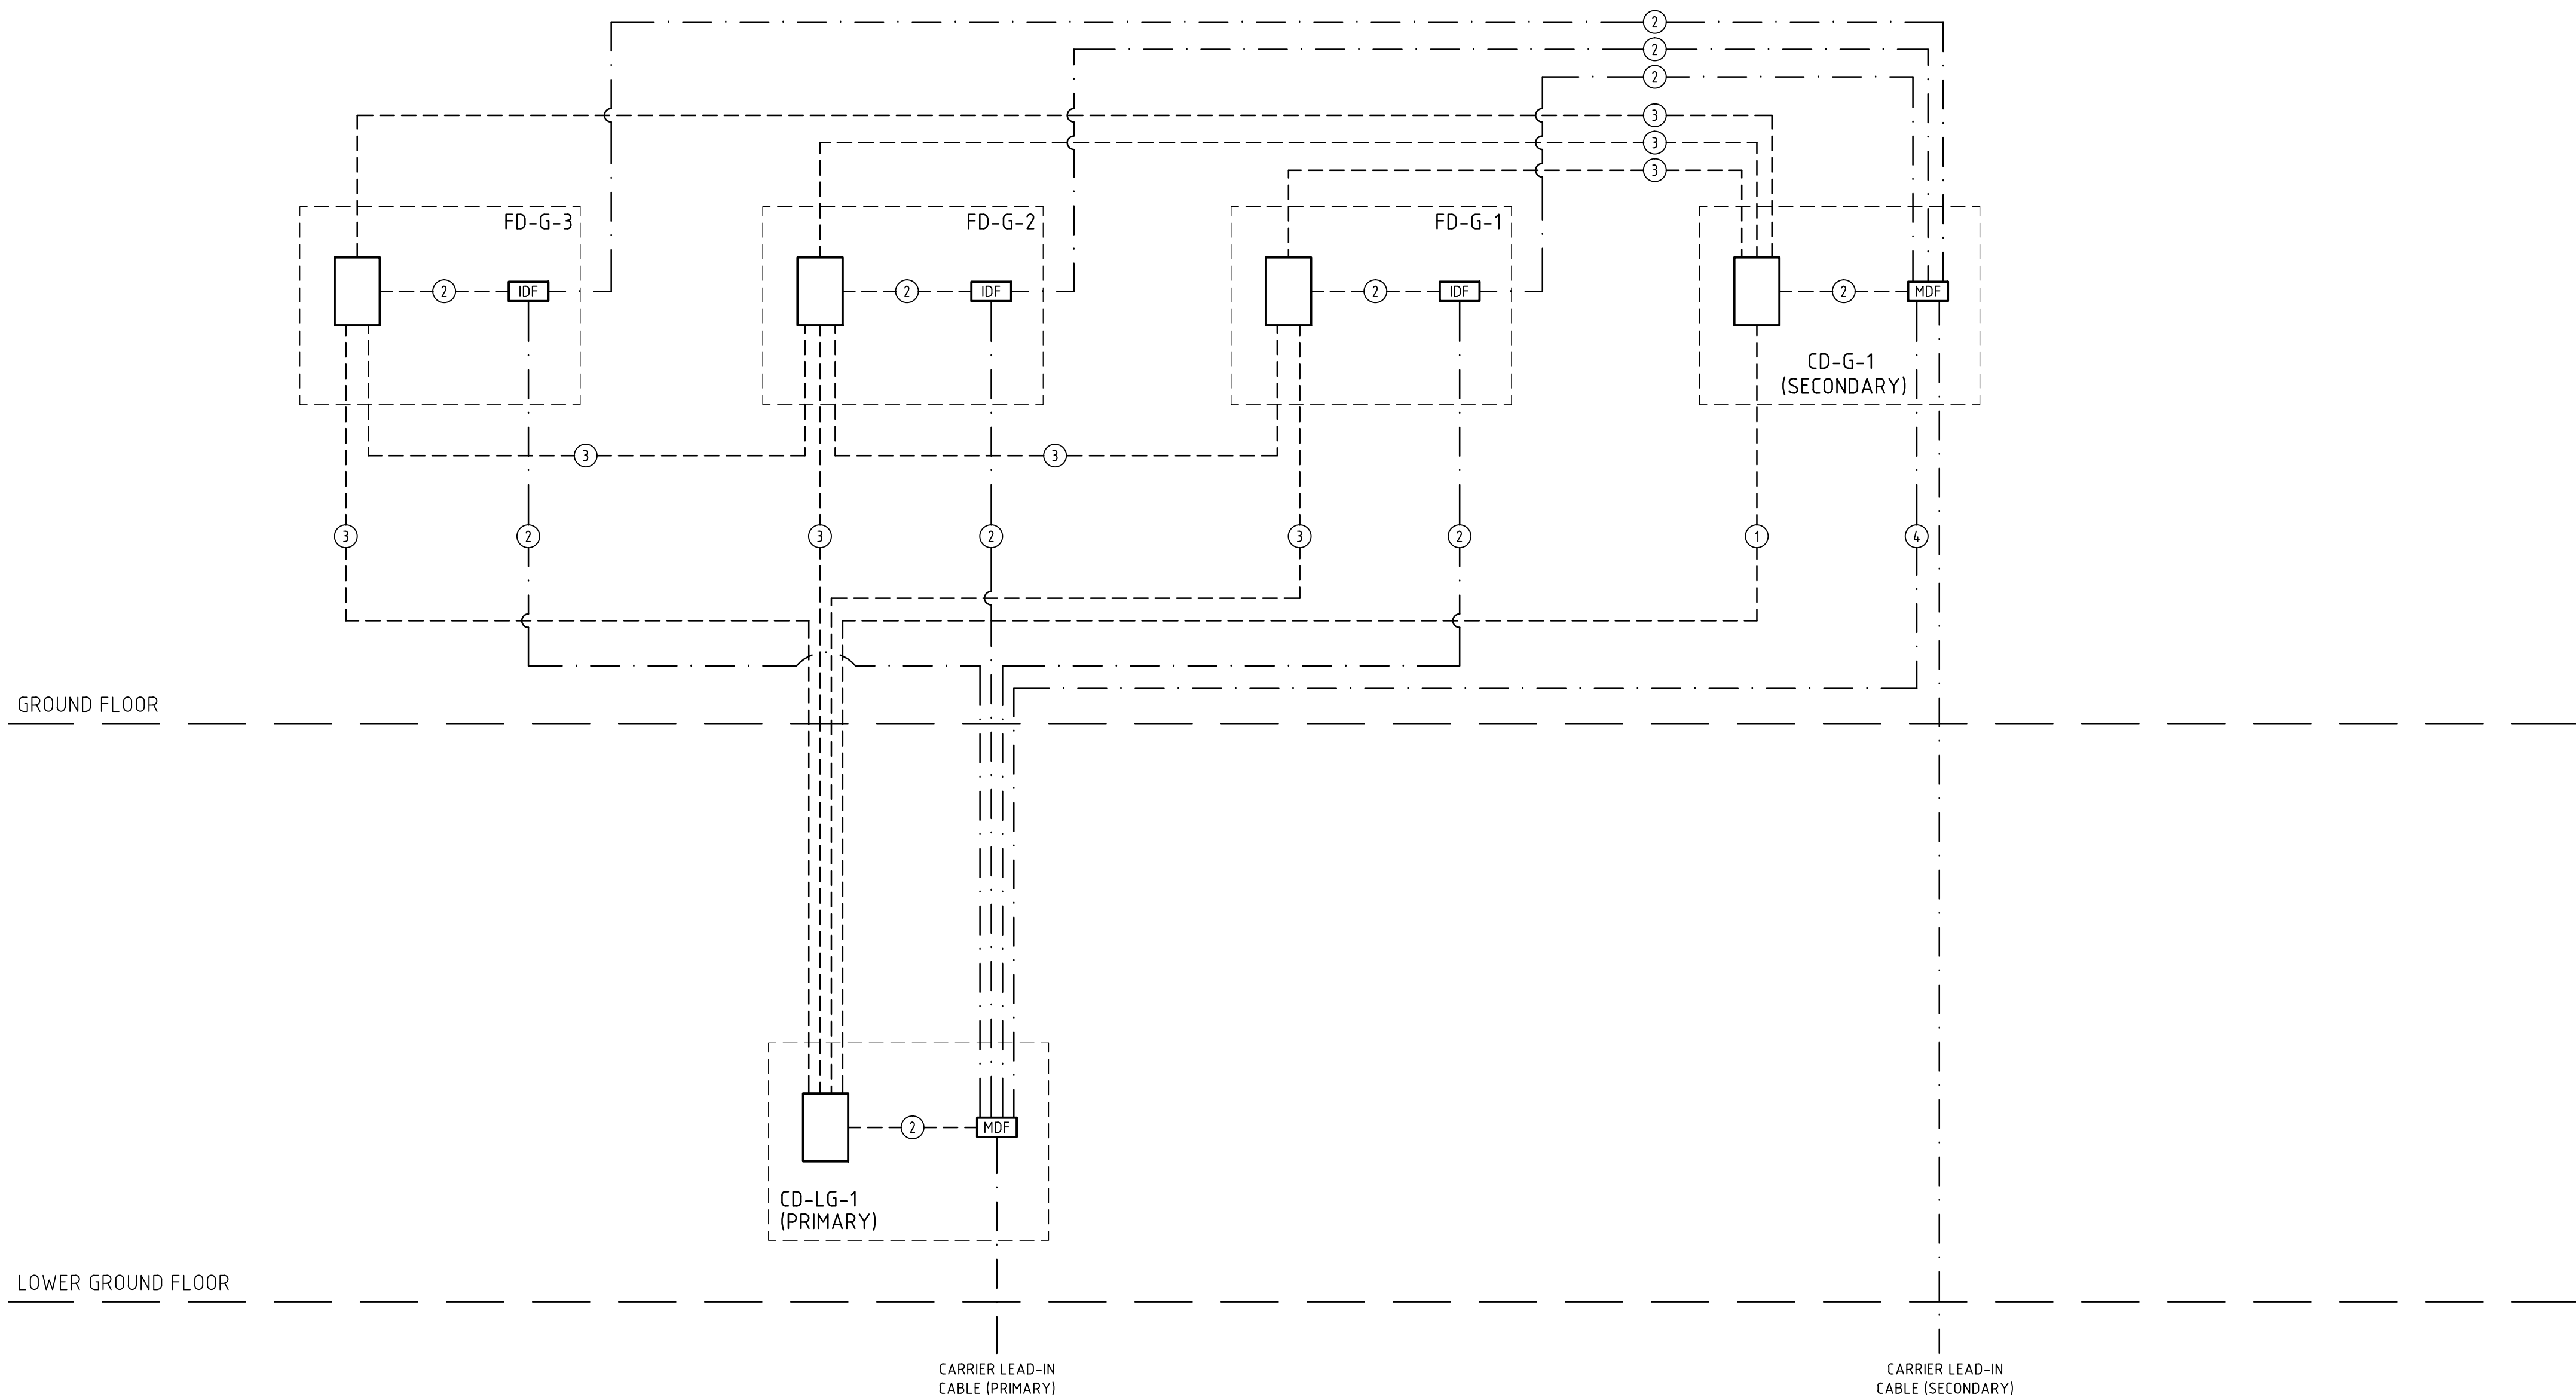 2
2
2
3
3
3
FD-G-3
FD-G-2
FD-G-1
2
IDF
2
IDF
2
IDF
2
MDF
CD-G-1
(SECONDARY)
3
3
3
2
3
2
3
2
1
4
GROUND FLOOR
2
MDF
CD-LG-1
(PRIMARY)
LOWER GROUND FLOOR
CARRIER LEAD-IN
CABLE (PRIMARY)
CARRIER LEAD-IN
CABLE (SECONDARY)